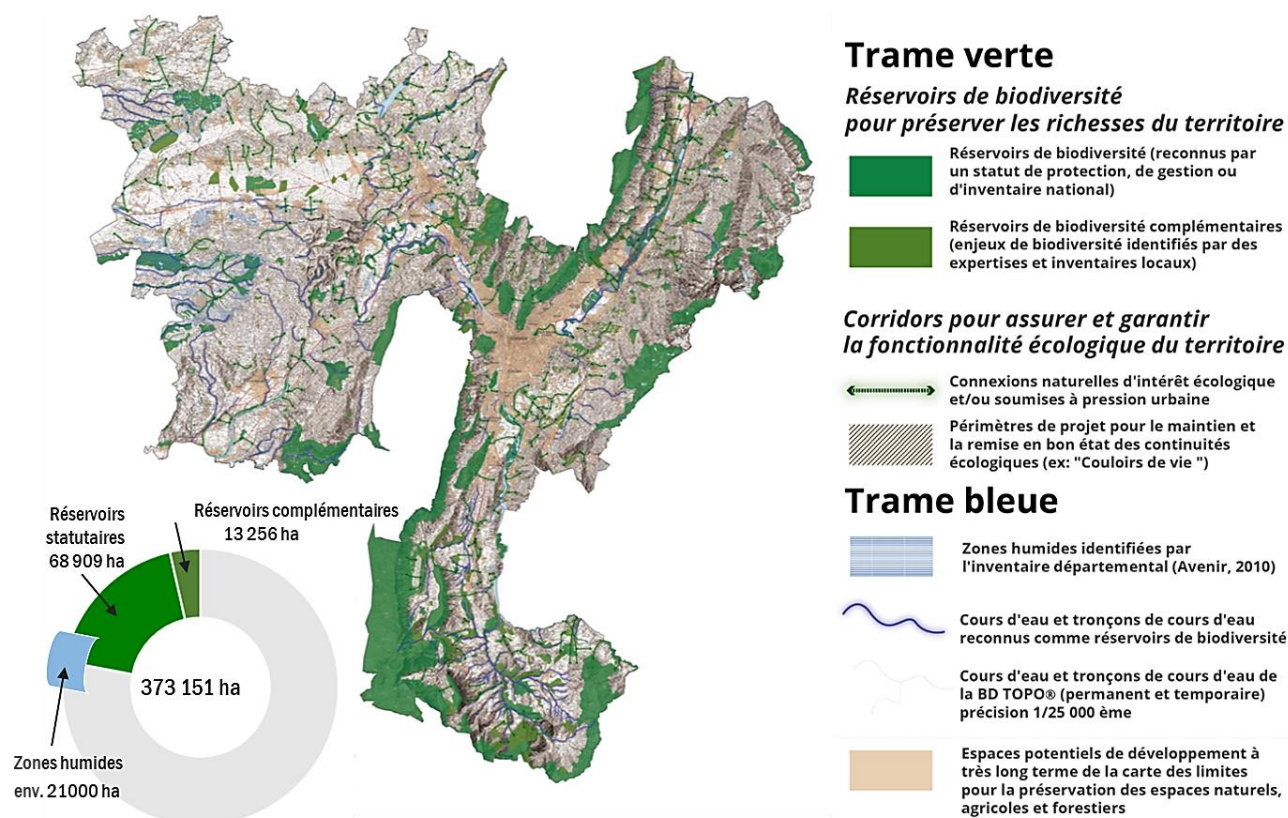 Trame verte
Réservoirs de biodiversité
pour préserver les richesses du territoire
Réservoirs de biodiversité (reconnus par
un statut de protection, de gestion ou
d'inventaire national)
Réservoirs de biodiversité complémentaires
(enjeux de biodiversité identifiés par des
expertises et inventaires locaux)
Corridors pour assurer et garantir
la fonctionnalité écologique du territoire
Connexions naturelles d'intérêt écologique
et/ou soumises à pression urbaine
Périmètres de projet pour le maintien et
la remise en bon état des continuités
écologiques (ex: "Couloirs de vie ")
Trame bleue
Zones humides identifiées par
l'inventaire départemental (Avenir, 2010)
Cours d'eau et tronçons de cours d'eau
reconnus comme réservoirs de biodiversité
Cours d'eau et tronçons de cours d'eau de
la BD TOPO® (permanent et temporaire)
précision 1/25 000 ème
Espaces potentiels de développement à
très long terme de la carte des limites
pour la préservation des espaces naturels,
agricoles et forestiers
Réservoirs
statutaires
68 909 ha
Réservoirs complémentaires
13 256 ha
373 151 ha
Zones humides
env. 21000 ha